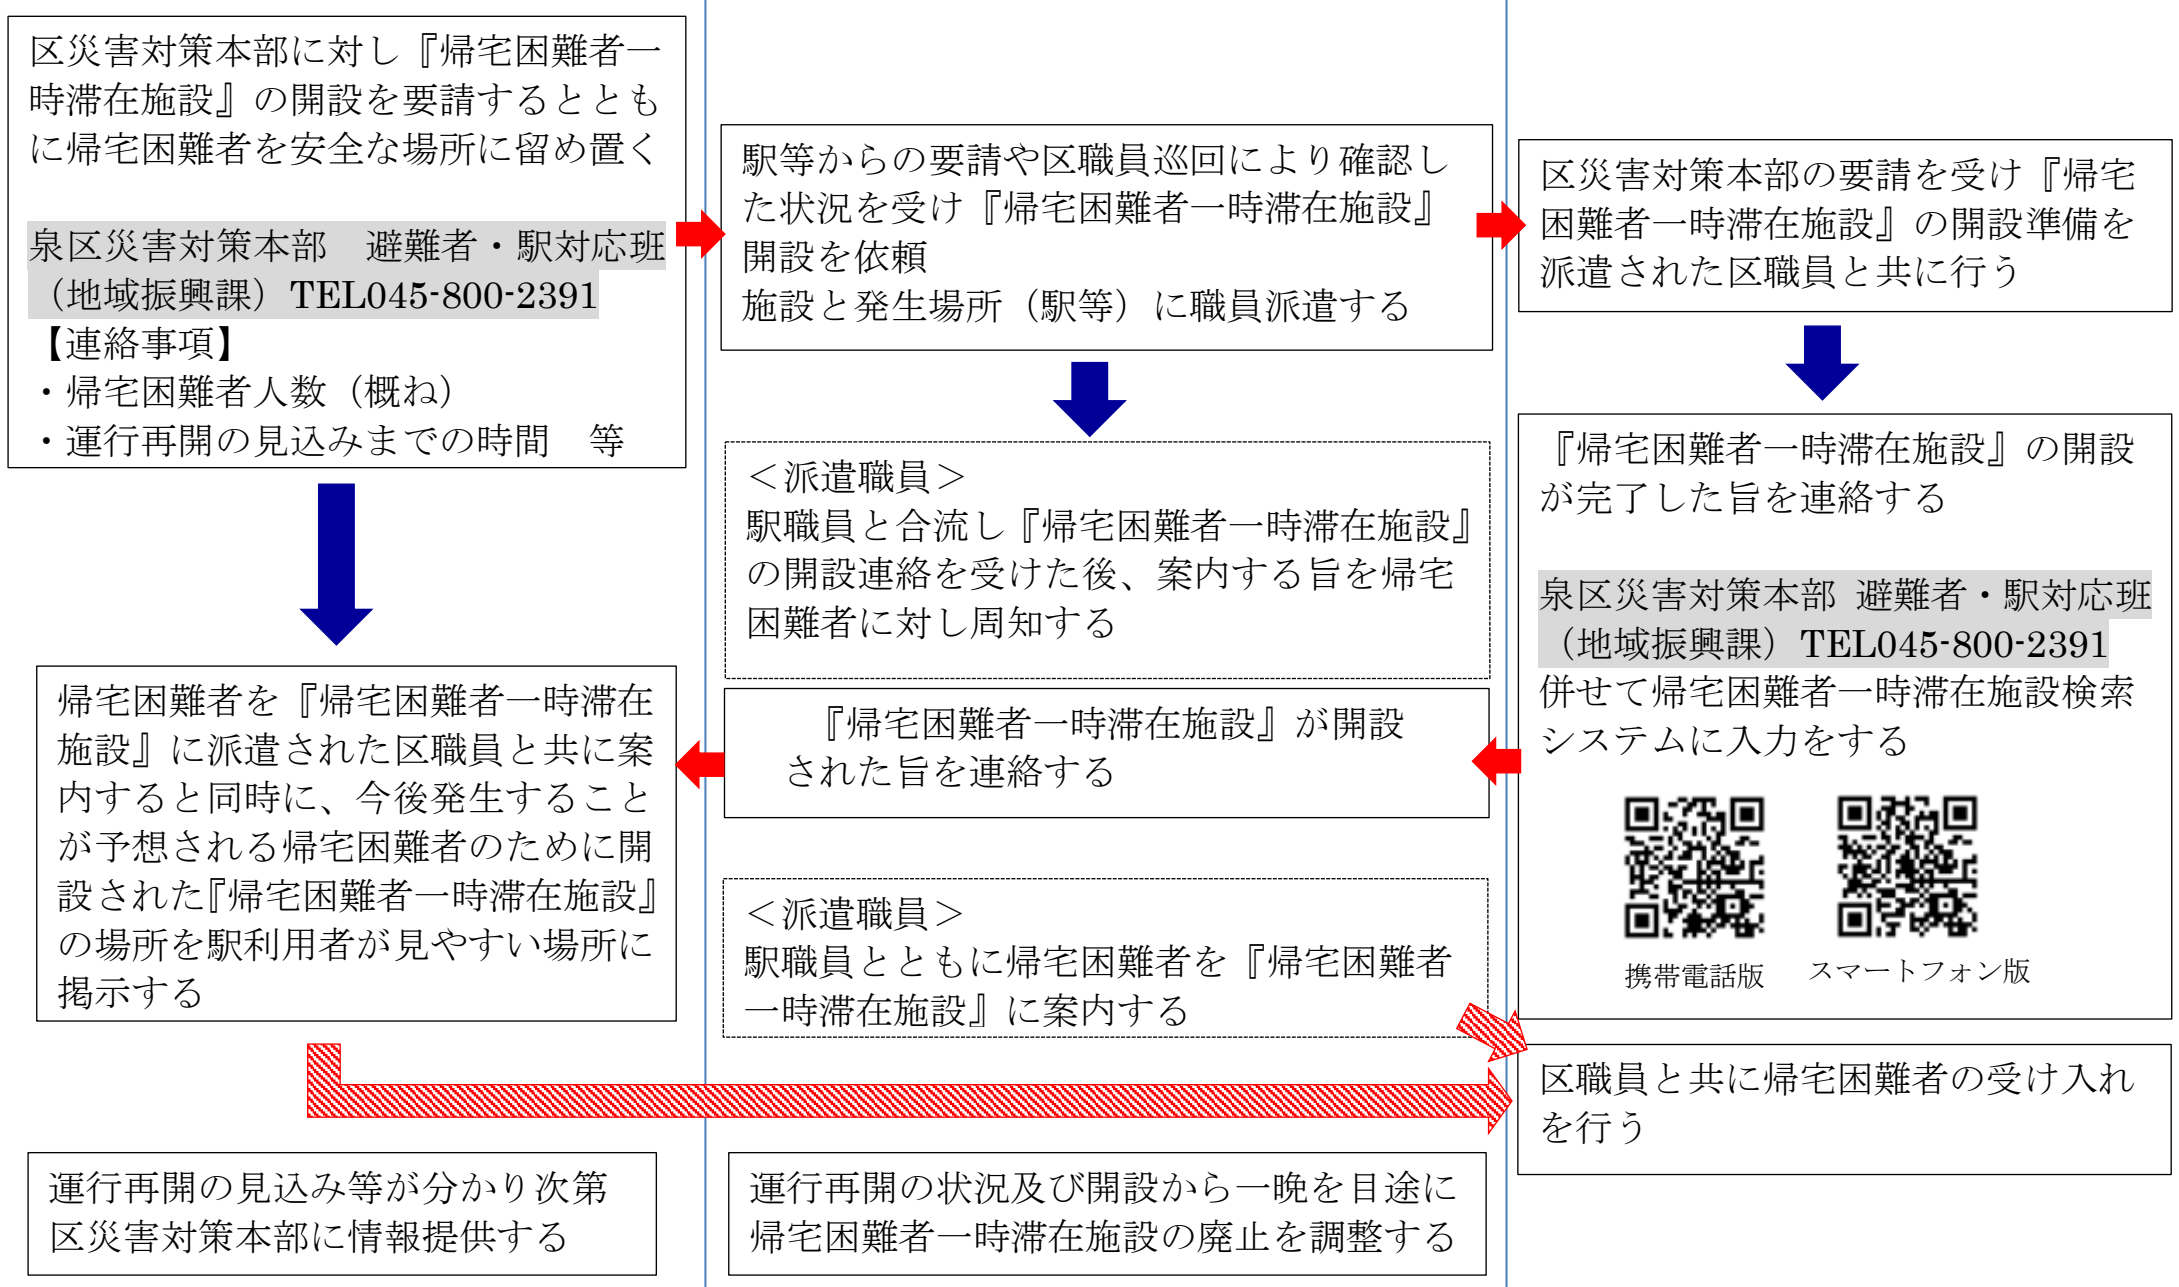 区災害対策本部に対し『帰宅困難者一
時滞在施設』の開設を要請するととも
に帰宅困難者を安全な場所に留め置く
泉区災害対策本部　避難者・駅対応班
（地域振興課）TEL045-800-2391
【連絡事項】
・帰宅困難者人数（概ね）
・運行再開の見込みまでの時間　等
帰宅困難者を『帰宅困難者一時滞在
施設』に派遣された区職員と共に案
内すると同時に、今後発生すること
が予想される帰宅困難者のために開
設された『帰宅困難者一時滞在施設』
の場所を駅利用者が見やすい場所に
掲示する
運行再開の見込み等が分かり次第
区災害対策本部に情報提供する
駅等からの要請や区職員巡回により確認し
た状況を受け『帰宅困難者一時滞在施設』
開設を依頼
施設と発生場所（駅等）に職員派遣する
＜派遣職員＞
駅職員と合流し『帰宅困難者一時滞在施設』
の開設連絡を受けた後、案内する旨を帰宅
困難者に対し周知する
『帰宅困難者一時滞在施設』が開設
された旨を連絡する
＜派遣職員＞
駅職員とともに帰宅困難者を『帰宅困難者
一時滞在施設』に案内する
運行再開の状況及び開設から一晩を目途に
帰宅困難者一時滞在施設の廃止を調整する
区災害対策本部の要請を受け『帰宅
困難者一時滞在施設』の開設準備を
派遣された区職員と共に行う
『帰宅困難者一時滞在施設』の開設
が完了した旨を連絡する
泉区災害対策本部 避難者・駅対応班
（地域振興課）TEL045-800-2391
併せて帰宅困難者一時滞在施設検索
システムに入力をする
携帯電話版
スマートフォン版
区職員と共に帰宅困難者の受け入れ
を行う